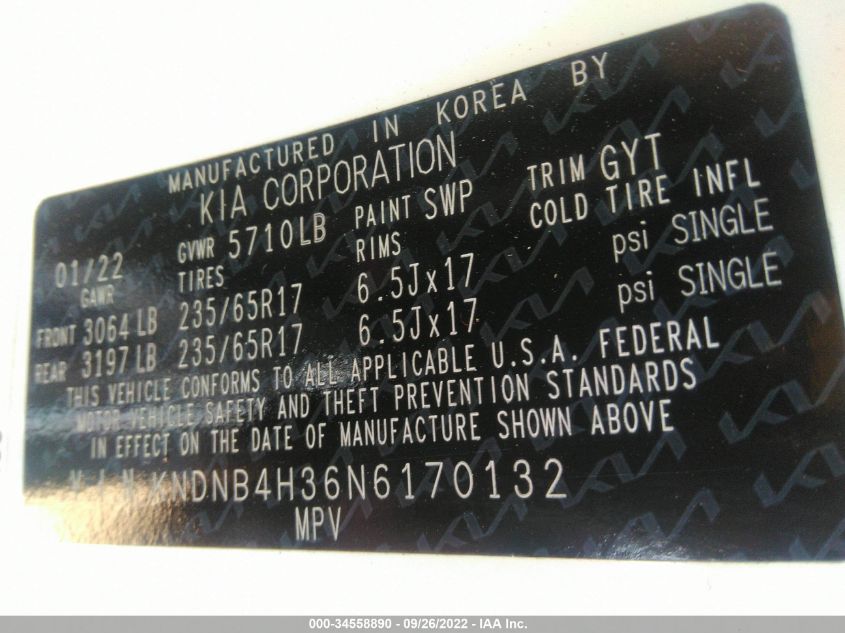 MANUFACTURED IN KOREA BY
KIA CORPORATION
01/22 GVWR 5710LB PAINT SWP TRIM GYT
GAWR TIRES RIMS COLD TIRE INFL
FRONT 3064 LB 235/65R17 6.5Jx17 psi SINGLE
REAR 3197 LB 235/65R17 6.5Jx17 psi SINGLE
THIS VEHICLE CONFORMS TO ALL APPLICABLE U.S.A. FEDERAL
MOTOR VEHICLE SAFETY AND THEFT PREVENTION STANDARDS
IN EFFECT ON THE DATE OF MANUFACTURE SHOWN ABOVE
V I N KNDNB4H36N6170132
MPV
000-34558890 - 09/26/2022 - IAA Inc.